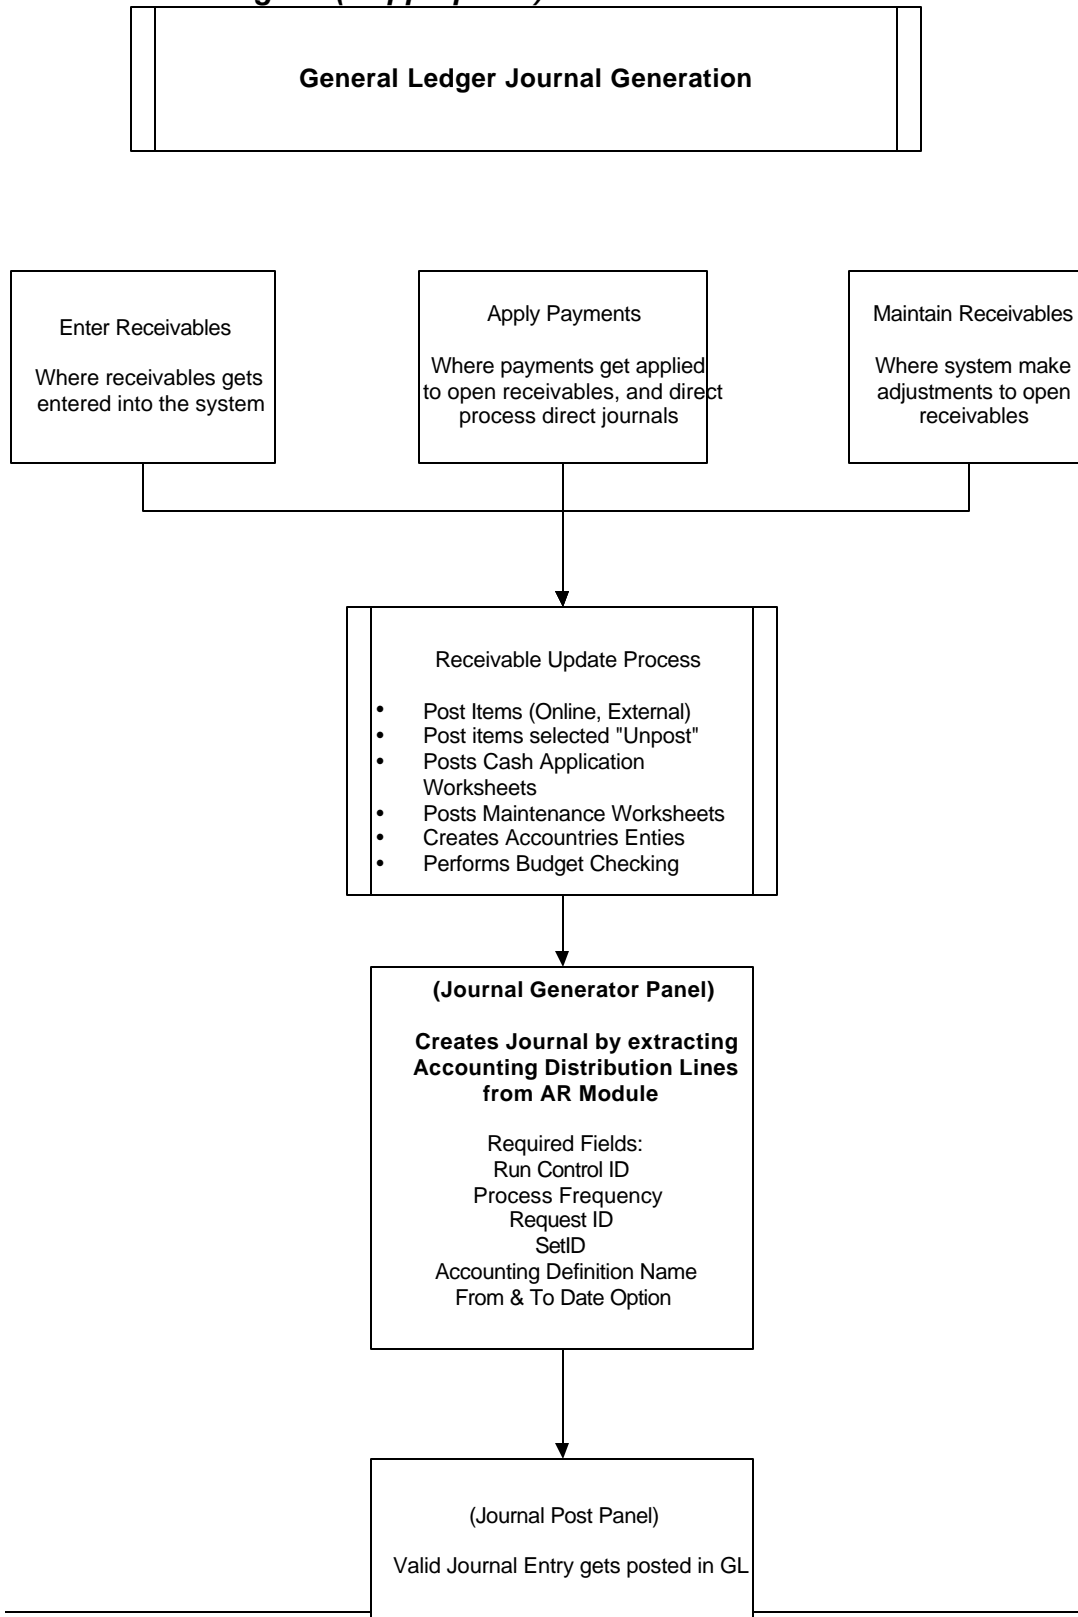 General Ledger Journal Generation
Enter Receivables
Where receivables gets
entered into the system
Apply Payments
Where payments get applied
to open receivables, and direct
process direct journals
Maintain Receivables
Where system make
adjustments to open
receivables
Receivable Update Process
• Post Items (Online, External)
• Post items selected "Unpost"
• Posts Cash Application
Worksheets
• Posts Maintenance Worksheets
• Creates Accountries Enties
• Performs Budget Checking
(Journal Generator Panel)
Creates Journal by extracting
Accounting Distribution Lines
from AR Module
Required Fields:
Run Control ID
Process Frequency
Request ID
SetID
Accounting Definition Name
From & To Date Option
(Journal Post Panel)
Valid Journal Entry gets posted in GL